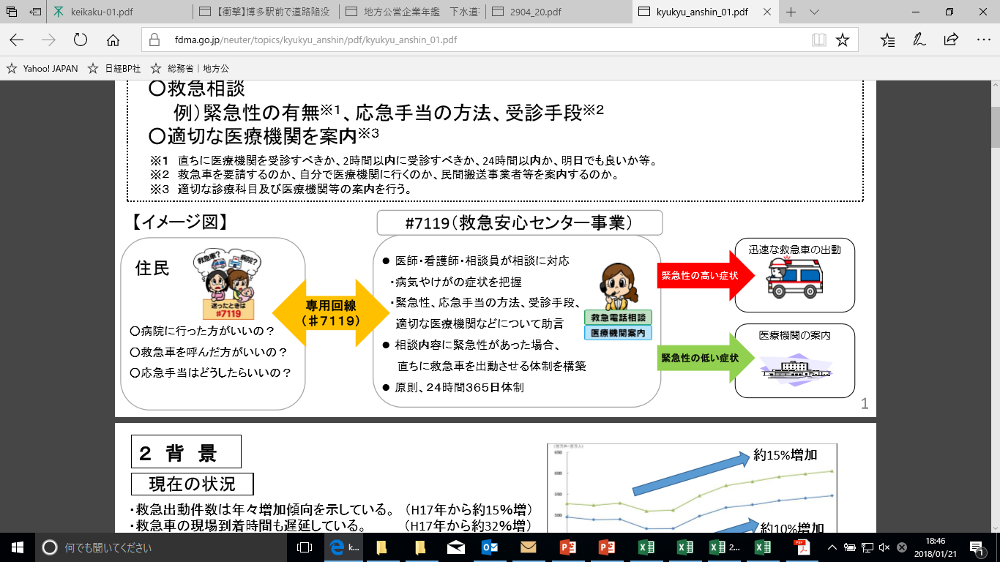 keikaku-01.pdf
【衝撃】博多駅前で道路陥没
地方公営企業年鑑　下水道
2904_20.pdf
kyukyu_anshin_01.pdf
fdma.go.jp/neuter/topics/kyukyu_anshin/pdf/kyukyu_anshin_01.pdf
Yahoo! JAPAN
日経BP社
総務省｜地方公
〇救急相談
例）緊急性の有無※1、応急手当の方法、受診手段※2
〇適切な医療機関を案内※3
※１　直ちに医療機関を受診すべきか、2時間以内に受診すべきか、24時間以内か、明日でも良いか等。
※２　救急車を要請するのか、自分で医療機関に行くのか、民間搬送事業者等を案内するのか。
※３　適切な診療科目及び医療機関等の案内を行う。
【イメージ図】
#7119（救急安心センター事業）
住民
救急車？
病院？
迷ったときは
#7119
〇病院に行った方がいいの？
〇救急車を呼んだ方がいいの？
〇応急手当はどうしたらいいの？
専用回線
（♯7119）
● 医師・看護師・相談員が相談に対応
・病気やけがの症状を把握
・緊急性、応急手当の方法、受診手段、
適切な医療機関などについて助言
● 相談内容に緊急性があった場合、
直ちに救急車を出動させる体制を構築
● 原則、２４時間３６５日体制
救急電話相談
医療機関案内
緊急性の高い症状
迅速な救急車の出動
緊急性の低い症状
医療機関の案内
1
２　背　景
現在の状況
・救急出動件数は年々増加傾向を示している。　（H17年から約15％増）
・救急車の現場到着時間も遅延している。　（H17年から約32％増）
650
600
550
500
約15%増加
約10%増加
何でも聞いてください
k...
2...
18:46
2018/01/21
1